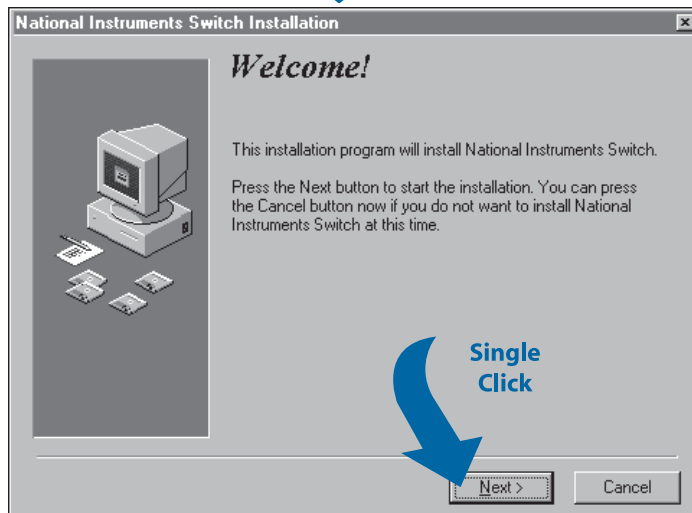 National Instruments Switch Installation
Welcome!
This installation program will install National Instruments Switch.
Press the Next button to start the installation. You can press
the Cancel button now if you do not want to install National
Instruments Switch at this time.
Single
Click
Next >
Cancel